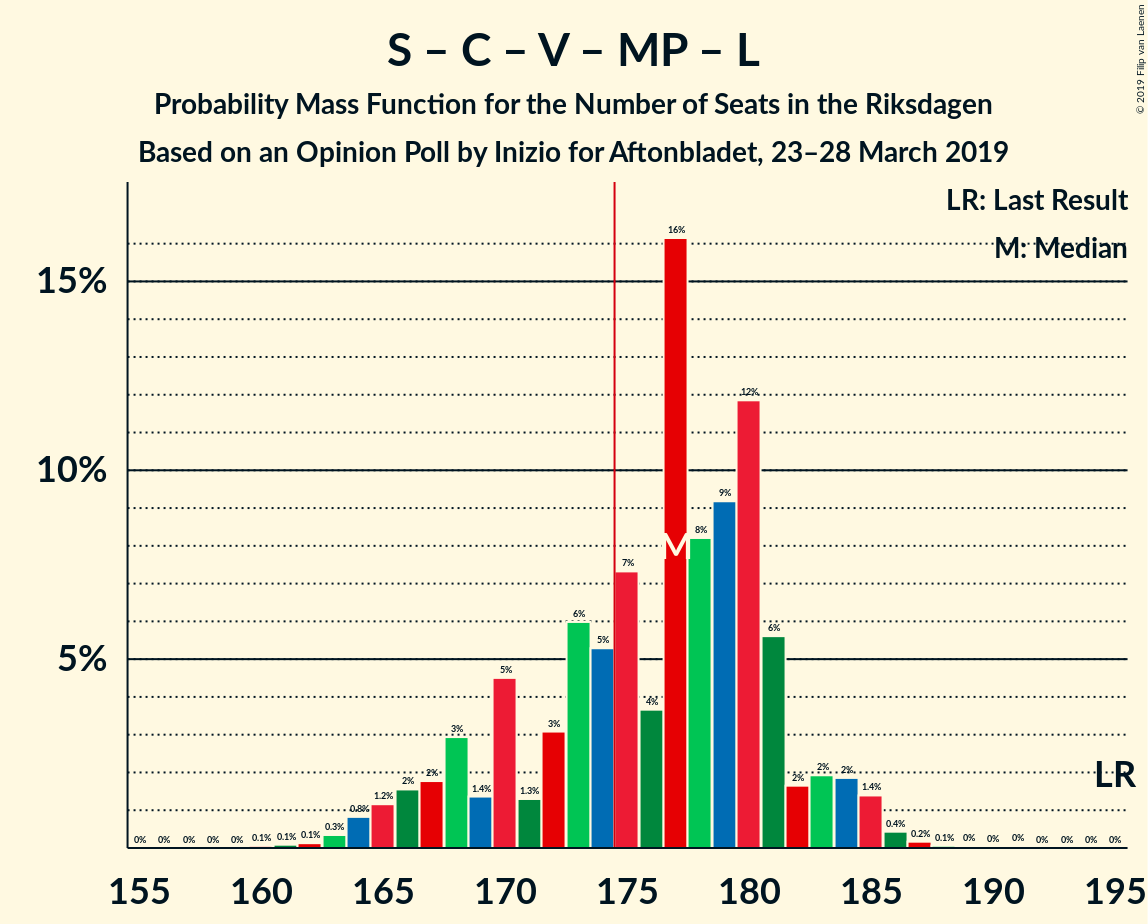 S – C – V – MP – L
Probability Mass Function for the Number of Seats in the Riksdagen
Based on an Opinion Poll by Inizio for Aftonbladet, 23–28 March 2019
© 2019 Filip van Laenen
LR: Last Result
M: Median
15%
10%
5%
0% 0% 0% 0% 0% 0.1% 0.1% 0.1% 0.3% 0.8% 1.2% 2% 2% 3% 1.4% 5% 1.3% 3% 6% 5% 7% 4% 16% 8% 9% 12% 6% 2% 2% 2% 1.4% 0.4% 0.2% 0.1% 0% 0% 0% 0% 0% 0% 0%
M
LR
155 160 165 170 175 180 185 190 195